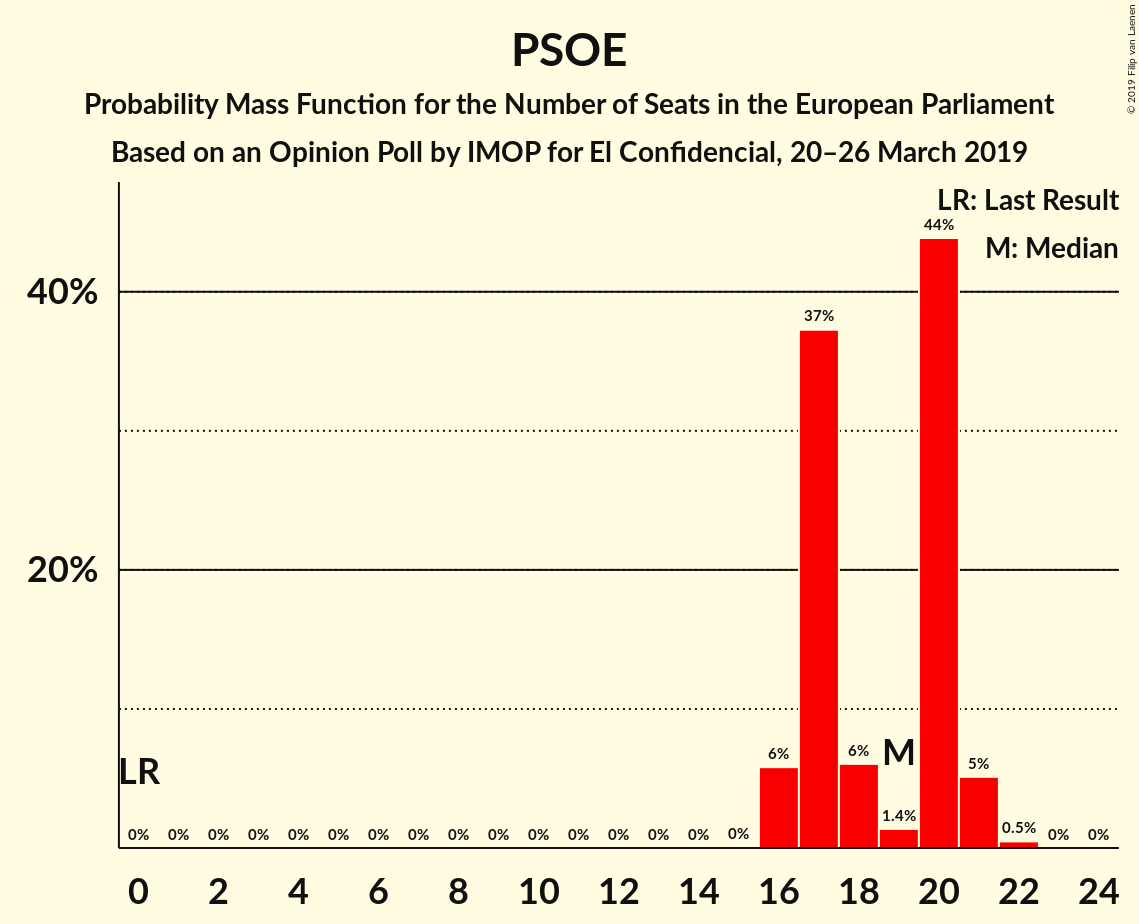 PSOE
Probability Mass Function for the Number of Seats in the European Parliament
Based on an Opinion Poll by IMOP for El Confidencial, 20–26 March 2019
© 2019 Filip van Laenen
LR: Last Result
M: Median
44%
40%
37%
20%
LR
M
0% 0% 0% 0% 0% 0% 0% 0% 0% 0% 0% 0% 0% 0% 0% 0% 6% 37% 6% 1.4% 44% 5% 0.5% 0% 0%
0 2 4 6 8 10 12 14 16 18 20 22 24